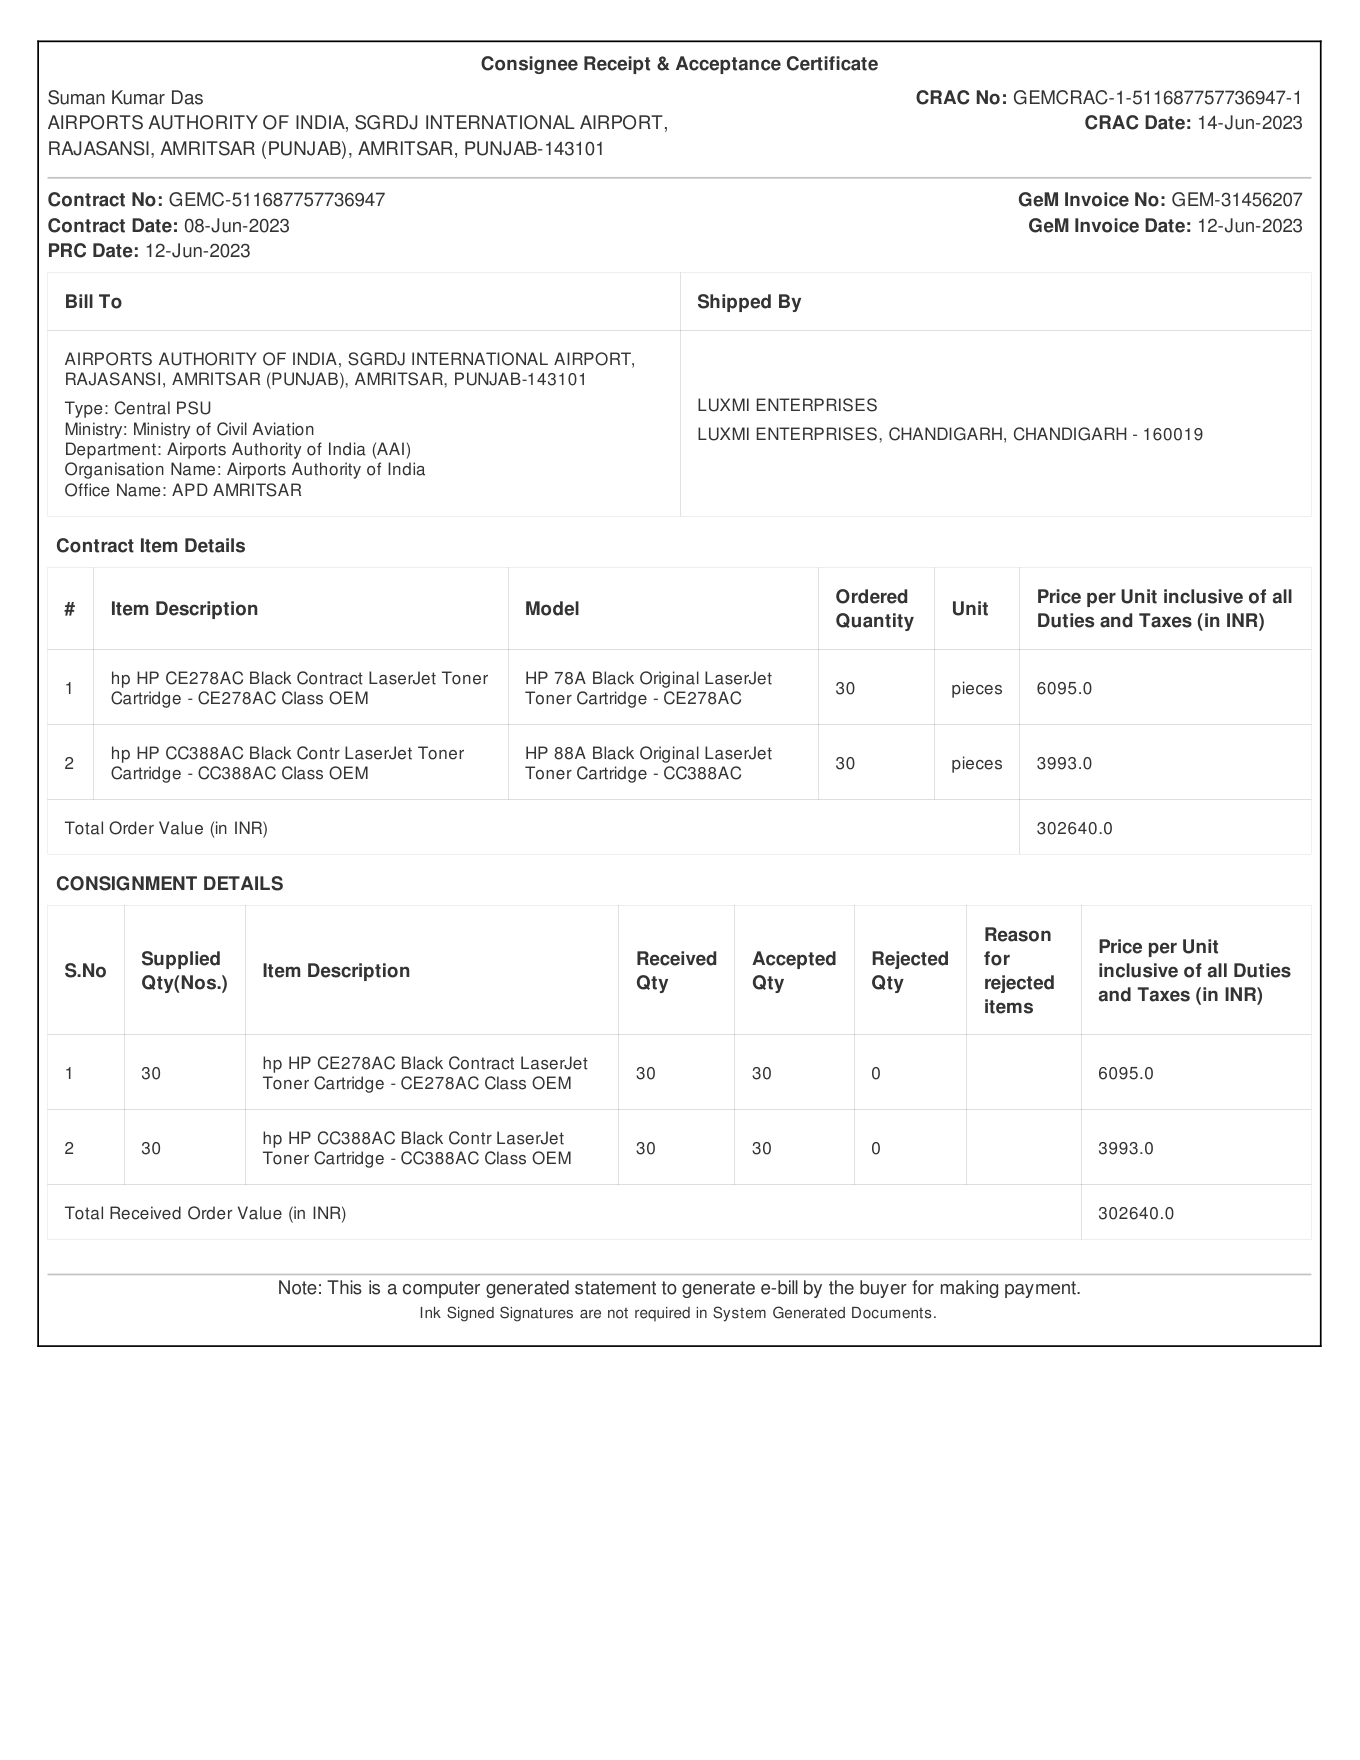 Consignee Receipt & Acceptance Certificate
Suman Kumar Das
AIRPORTS AUTHORITY OF INDIA, SGRDJ INTERNATIONAL AIRPORT,
RAJASANSI, AMRITSAR (PUNJAB), AMRITSAR, PUNJAB-143101
CRAC No: GEMCRAC-1-511687757736947-1
CRAC Date: 14-Jun-2023
Contract No: GEMC-511687757736947
Contract Date: 08-Jun-2023
PRC Date: 12-Jun-2023
GeM Invoice No: GEM-31456207
GeM Invoice Date: 12-Jun-2023
Bill To
Shipped By
AIRPORTS AUTHORITY OF INDIA, SGRDJ INTERNATIONAL AIRPORT,
RAJASANSI, AMRITSAR (PUNJAB), AMRITSAR, PUNJAB-143101
Type: Central PSU
Ministry: Ministry of Civil Aviation
Department: Airports Authority of India (AAI)
Organisation Name: Airports Authority of India
Office Name: APD AMRITSAR
LUXMI ENTERPRISES
LUXMI ENTERPRISES, CHANDIGARH, CHANDIGARH - 160019
Contract Item Details
#
Item Description
Model
Ordered
Quantity
Unit
Price per Unit inclusive of all
Duties and Taxes (in INR)
1
hp HP CE278AC Black Contract LaserJet Toner
Cartridge - CE278AC Class OEM
HP 78A Black Original LaserJet
Toner Cartridge - CE278AC
30
pieces
6095.0
2
hp HP CC388AC Black Contr LaserJet Toner
Cartridge - CC388AC Class OEM
HP 88A Black Original LaserJet
Toner Cartridge - CC388AC
30
pieces
3993.0
Total Order Value (in INR)
302640.0
CONSIGNMENT DETAILS
S.No
Supplied
Qty(Nos.)
Item Description
Received
Qty
Accepted
Qty
Rejected
Qty
Reason
for
rejected
items
Price per Unit
inclusive of all Duties
and Taxes (in INR)
1
30
hp HP CE278AC Black Contract LaserJet
Toner Cartridge - CE278AC Class OEM
30
30
0
6095.0
2
30
hp HP CC388AC Black Contr LaserJet
Toner Cartridge - CC388AC Class OEM
30
30
0
3993.0
Total Received Order Value (in INR)
302640.0
Note: This is a computer generated statement to generate e-bill by the buyer for making payment.
Ink Signed Signatures are not required in System Generated Documents.